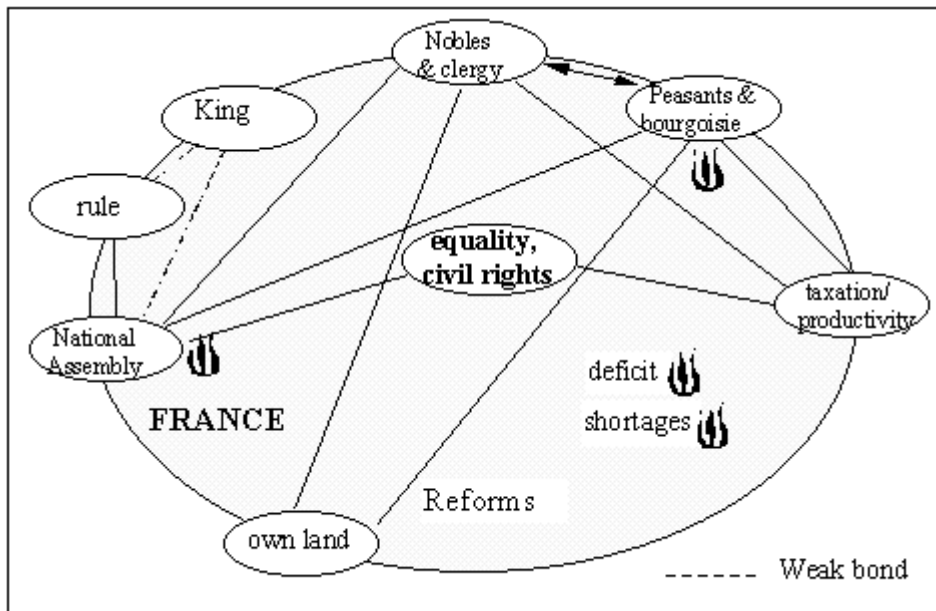 Nobles
& clergy
King
Peasants &
bourgoisie
rule
equality,
civil rights
taxation/
productivity
National
Assembly
deficit
FRANCE
shortages
Reforms
own land
Weak bond